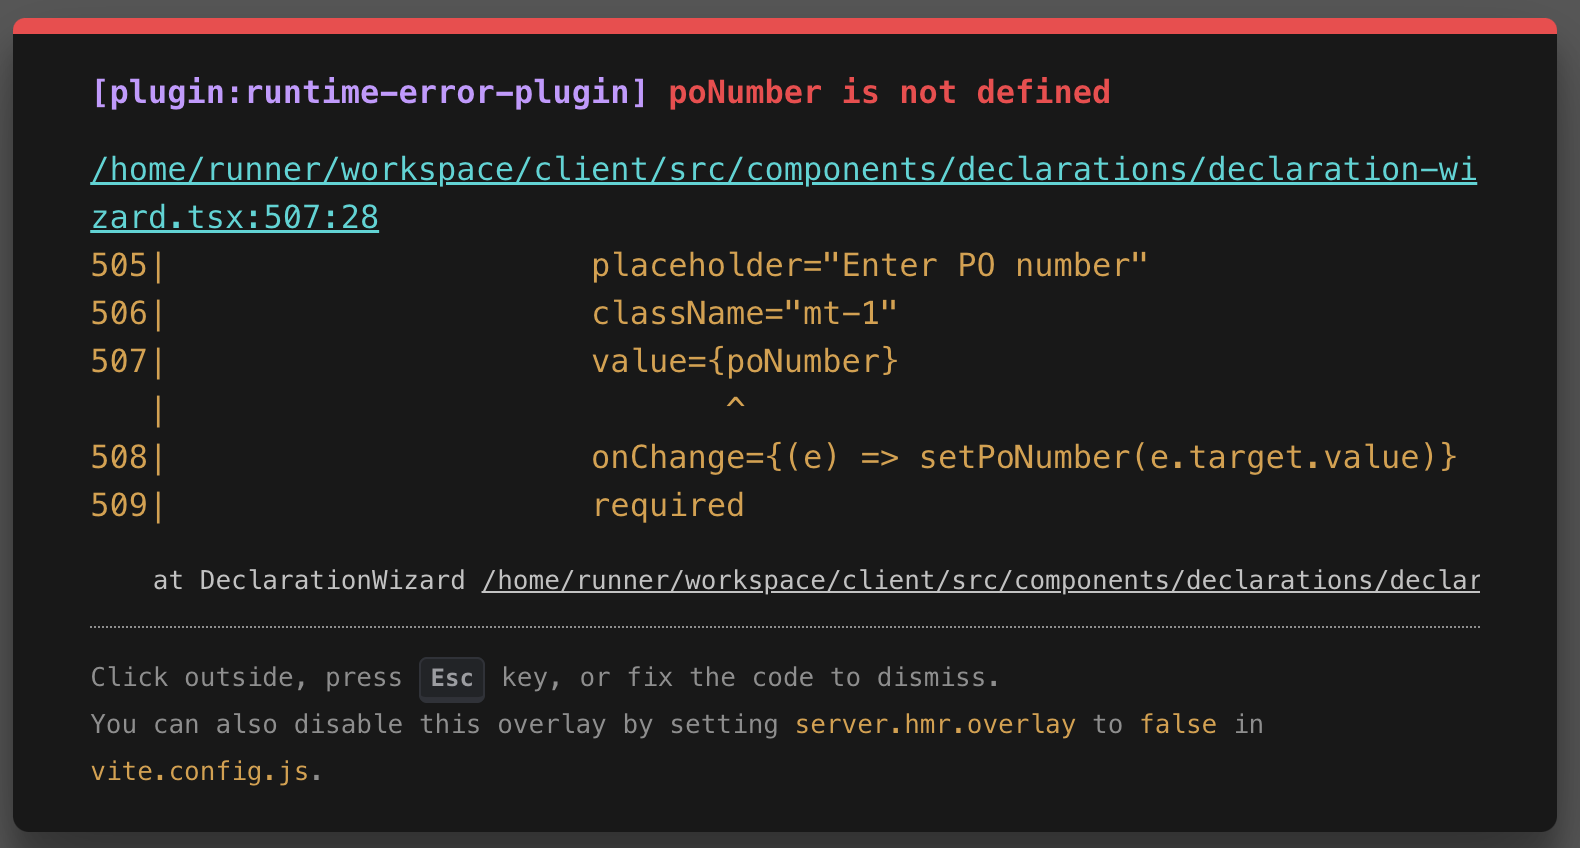 [plugin:runtime-error-plugin] poNumber is not defined
/home/runner/workspace/client/src/components/declarations/declaration-wi
zard.tsx:507:28
505|                      placeholder="Enter PO number"
506|                      className="mt-1"
507|                      value={poNumber}
   |                             ^
508|                      onChange={(e) => setPoNumber(e.target.value)}
509|                      required
at DeclarationWizard /home/runner/workspace/client/src/components/declarations/declar
Click outside, press Esc key, or fix the code to dismiss.
You can also disable this overlay by setting server.hmr.overlay to false in
vite.config.js.